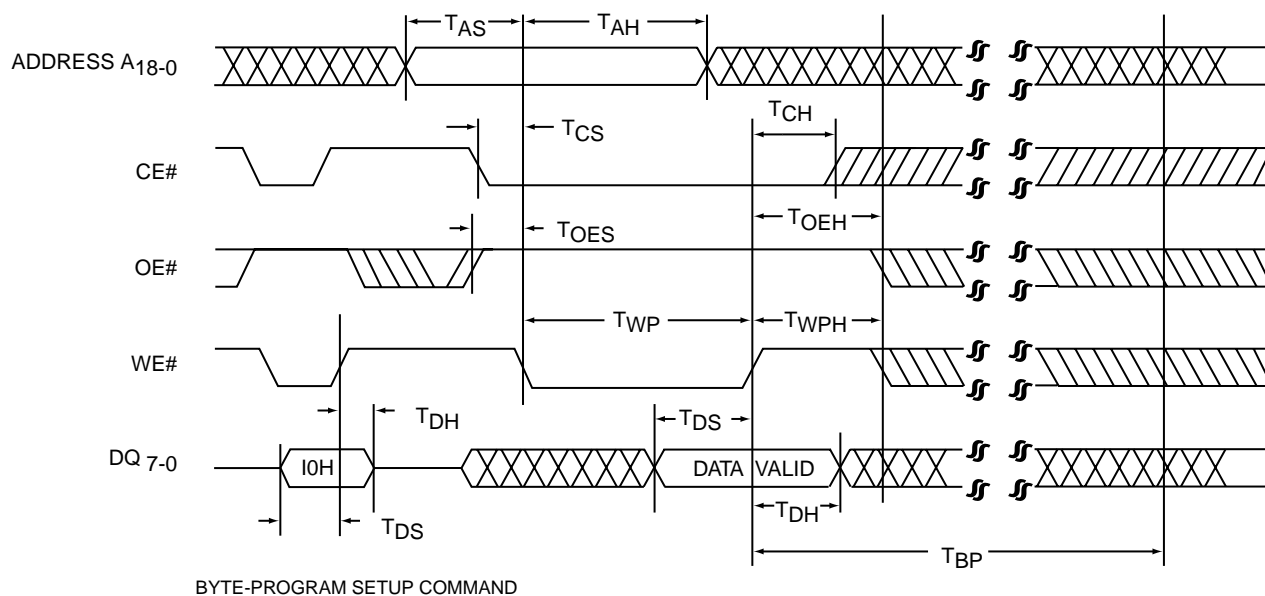 TAS TAH
ADDRESS A18-0
TCH
TCS
CE#
TOES TOEH
OE#
TWP TWPH
WE#
TDH TDS
DQ 7-0
I0H DATA VALID
TDS TDH
TBP
BYTE-PROGRAM SETUP COMMAND